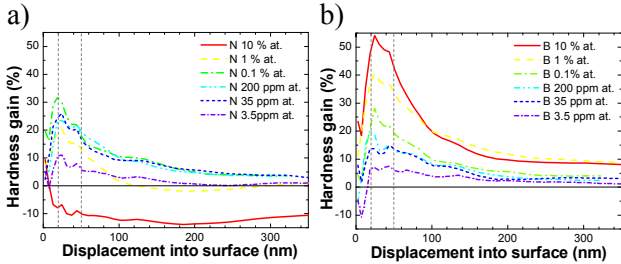 a)
Hardness gain (%)
50
40
30
20
10
0
-10
N 10 % at.
N 1 % at.
N 0.1 % at.
N 200 ppm at.
N 35 ppm at.
N 3.5ppm at.
0 100 200 300
Displacement into surface (nm)
b)
Hardness gain (%)
50
40
30
20
10
0
-10
B 10 % at.
B 1 % at.
B 0.1% at.
B 200 ppm at.
B 35 ppm at.
B 3.5 ppm at.
0 100 200 300
Displacement into surface (nm)